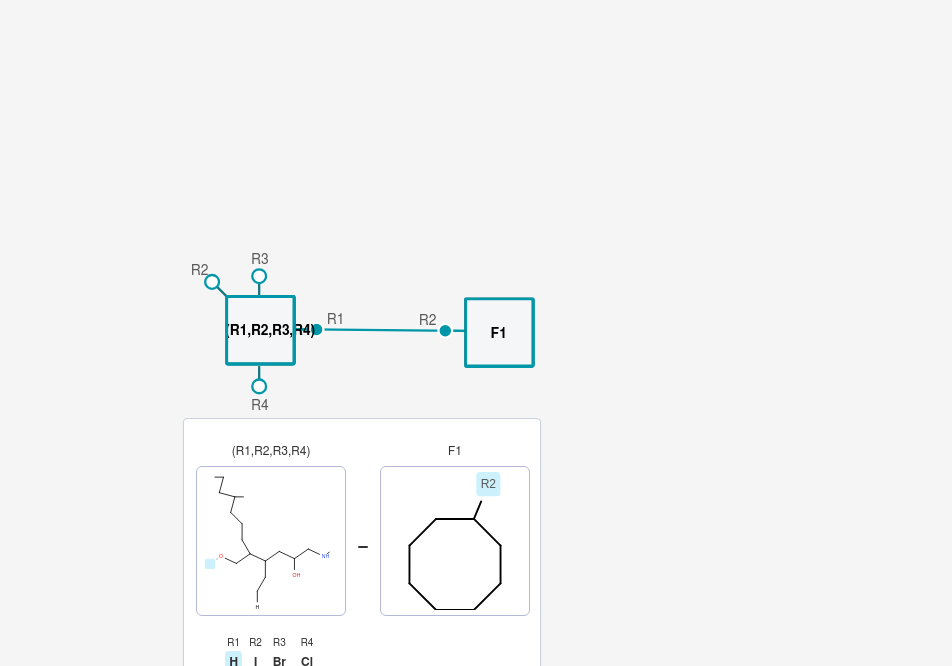 R3
R2
(R1,R2,R3,R4)
R1
R2
F1
R4
(R1,R2,R3,R4)
F1
R2
O
OH
H
R1 R2 R3 R4
H I Br Cl